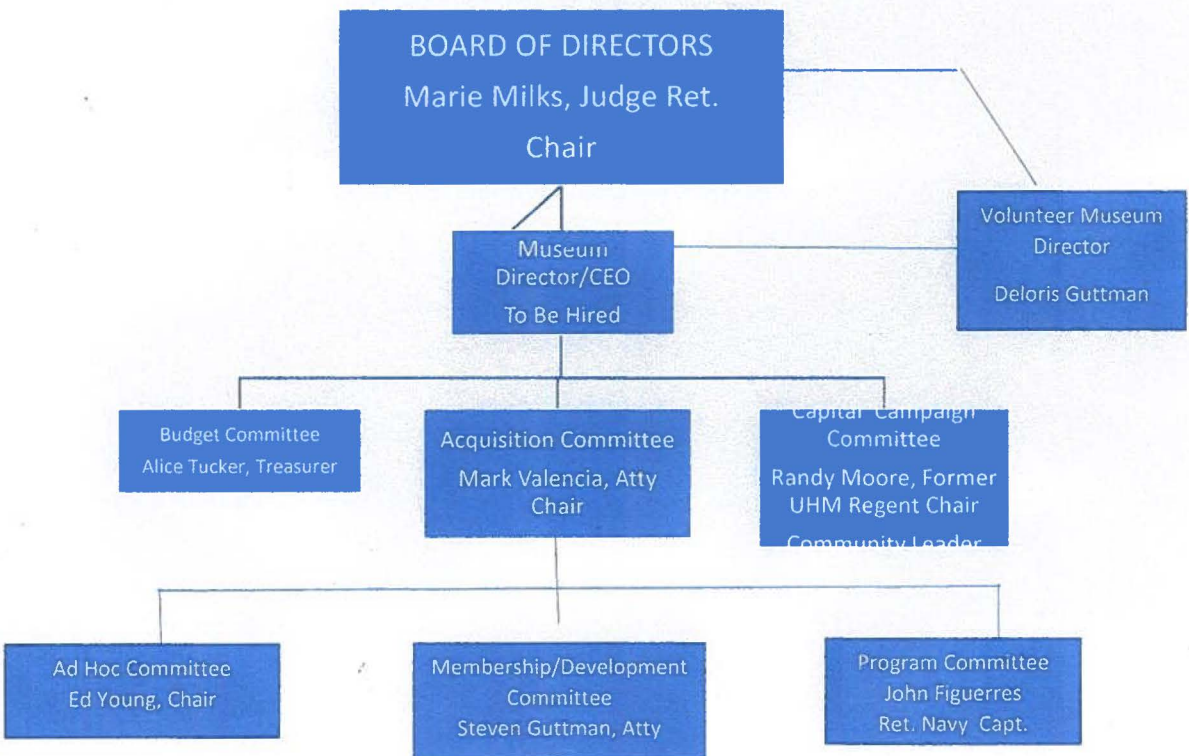 BOARD OF DIRECTORS
Marie Milks, Judge Ret.
Chair
Volunteer Museum
Director
Deloris Guttman
Museum
Director/CEO
To Be Hired
Budget Committee
Alice Tucker, Treasurer
Acquisition Committee
Mark Valencia, Atty
Chair
Capital Campaign
Committee
Randy Moore, Former
UHM Regent Chair
Community Leader
Ad Hoc Committee
Ed Young, Chair
Membership/Development
Committee
Steven Guttman, Atty
Program Committee
John Figuerres
Ret. Navy Capt.